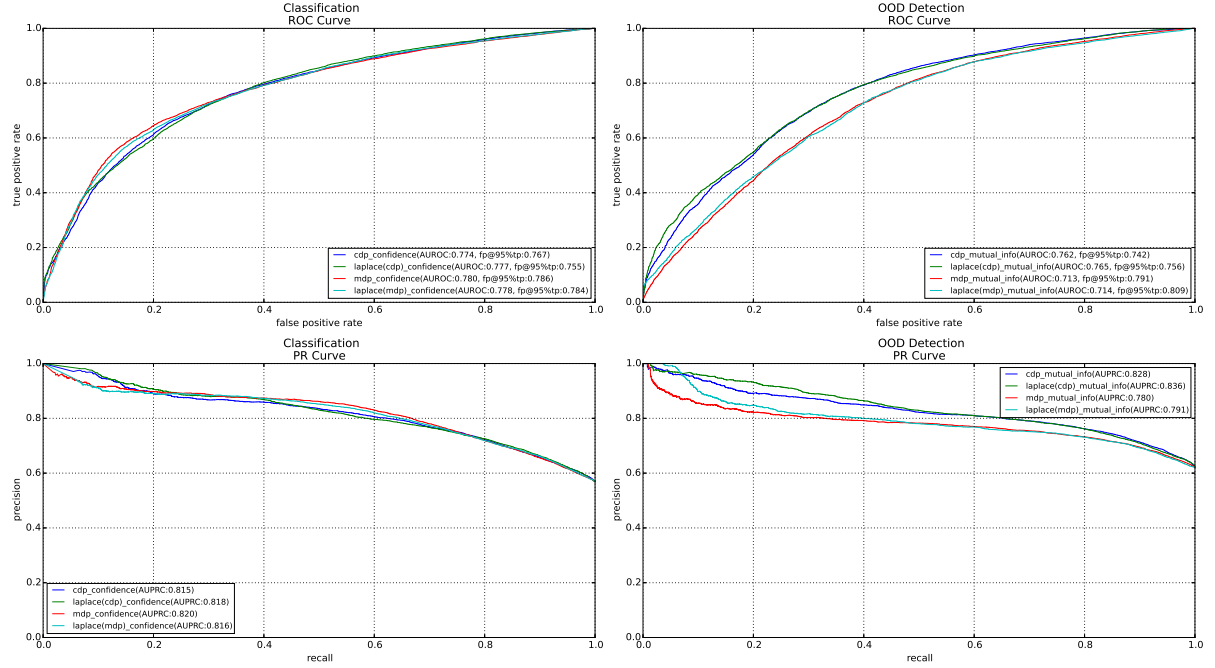 Classification
ROC Curve
1.0
0.8
0.6
0.4
0.2
0.0
true positive rate
cdp_confidence(AUROC:0.774, fp@95%tp:0.767)
laplace(cdp)_confidence(AUROC:0.777, fp@95%tp:0.755)
mdp_confidence(AUROC:0.780, fp@95%tp:0.786)
laplace(mdp)_confidence(AUROC:0.778, fp@95%tp:0.784)
0.0 0.2 0.4 0.6 0.8 1.0
false positive rate
OOD Detection
ROC Curve
1.0
0.8
0.6
0.4
0.2
0.0
true positive rate
cdp_mutual_info(AUROC:0.762, fp@95%tp:0.742)
laplace(cdp)_mutual_info(AUROC:0.765, fp@95%tp:0.756)
mdp_mutual_info(AUROC:0.713, fp@95%tp:0.791)
laplace(mdp)_mutual_info(AUROC:0.714, fp@95%tp:0.809)
0.0 0.2 0.4 0.6 0.8 1.0
false positive rate
Classification
PR Curve
1.0
0.8
0.6
0.4
0.2
0.0
precision
cdp_confidence(AUPRC:0.815)
laplace(cdp)_confidence(AUPRC:0.818)
mdp_confidence(AUPRC:0.820)
laplace(mdp)_confidence(AUPRC:0.816)
0.0 0.2 0.4 0.6 0.8 1.0
recall
OOD Detection
PR Curve
1.0
0.8
0.6
0.4
0.2
0.0
precision
cdp_mutual_info(AUPRC:0.828)
laplace(cdp)_mutual_info(AUPRC:0.836)
mdp_mutual_info(AUPRC:0.780)
laplace(mdp)_mutual_info(AUPRC:0.791)
0.0 0.2 0.4 0.6 0.8 1.0
recall